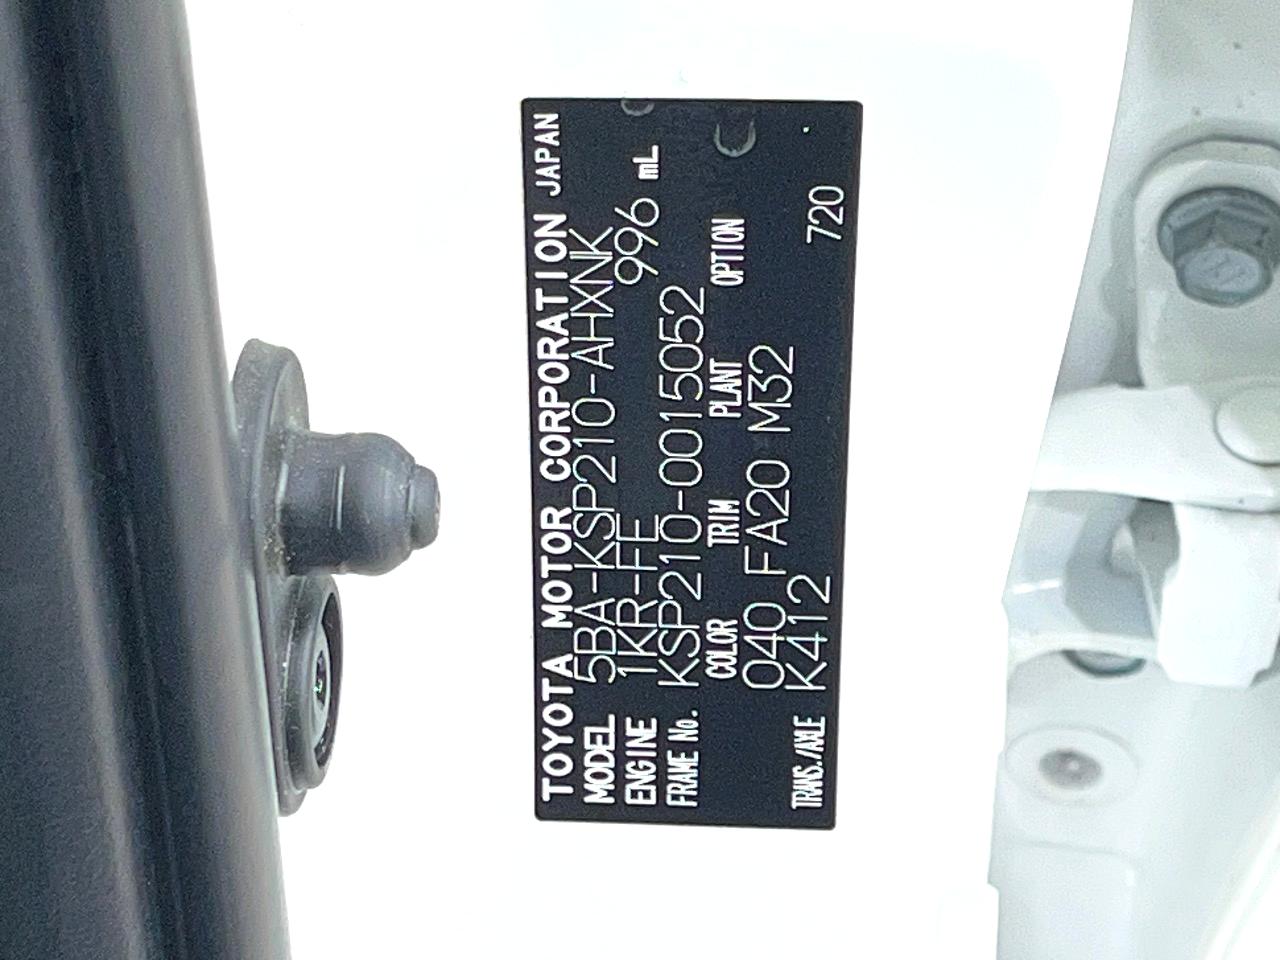 TOYOTA MOTOR CORPORATION JAPAN
MODEL 5BA-KSP210-AHXNK
ENGINE 1KR-FE 996 mL
FRAME No. KSP210-0015052
COLOR TRIM PLANT OPTION
040 FA20 M32
TRANS./AXLE K412 720